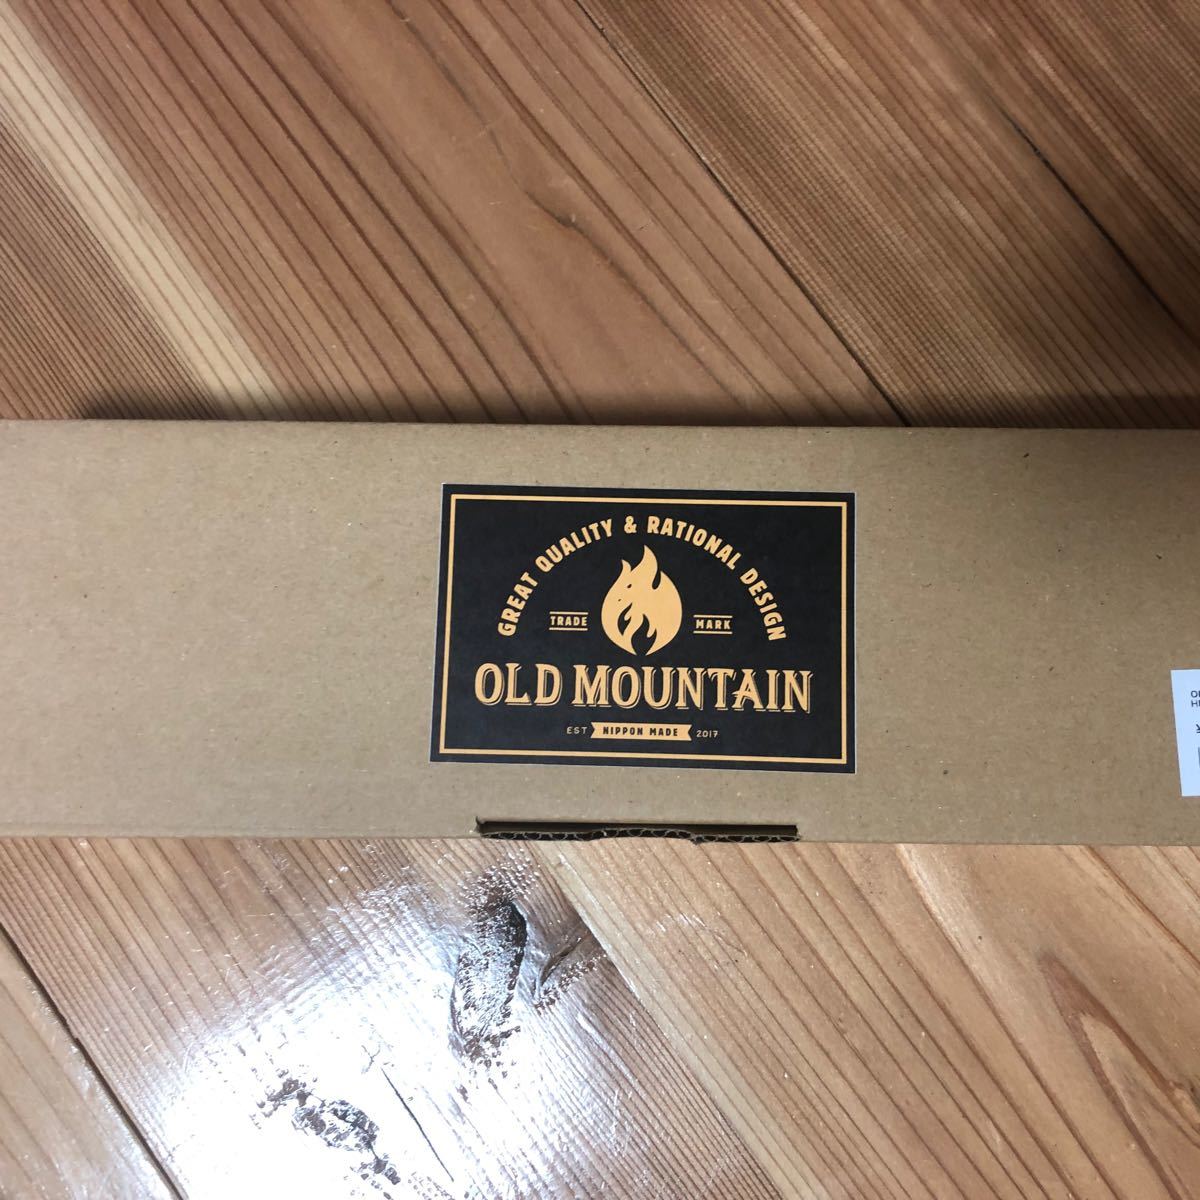 GREAT QUALITY & RATIONAL DESIGN
TRADE MARK
OLD MOUNTAIN
EST NIPPON MADE 2017